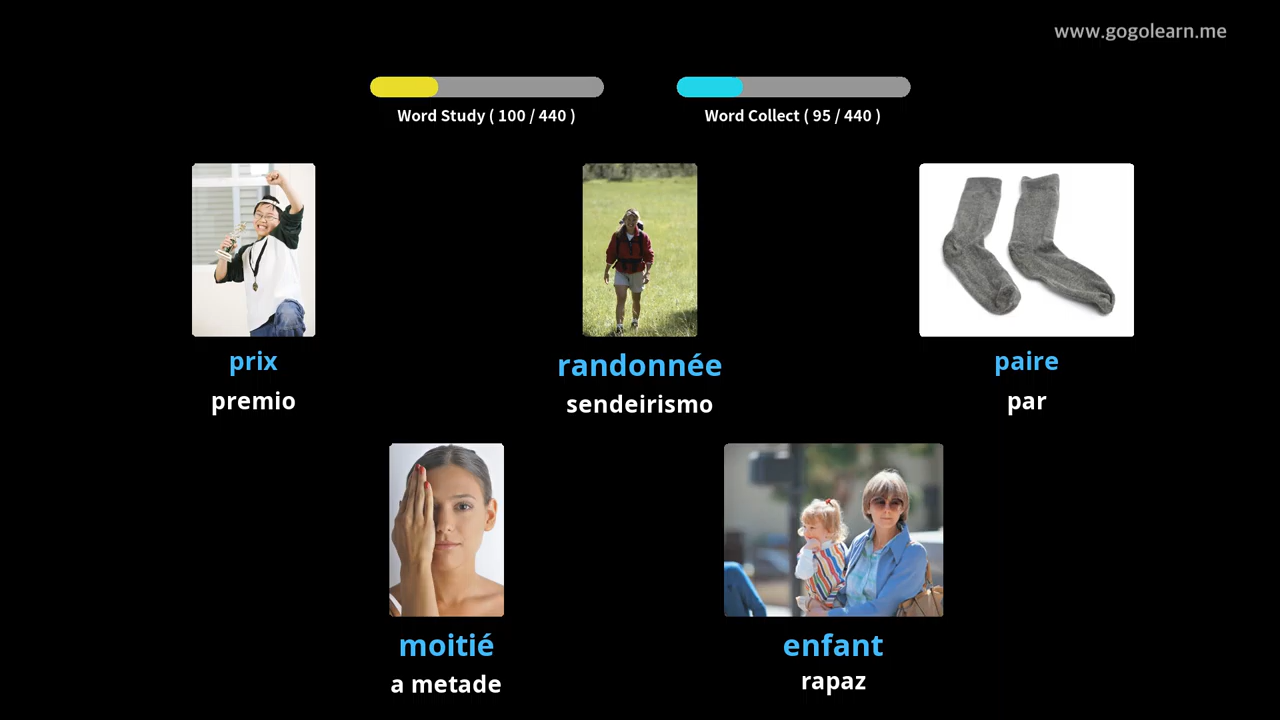 www.gogolearn.me
Word Study ( 100 / 440 )
Word Collect ( 95 / 440 )
prix
premio
randonnée
sendeirismo
paire
par
moitié
a metade
enfant
rapaz